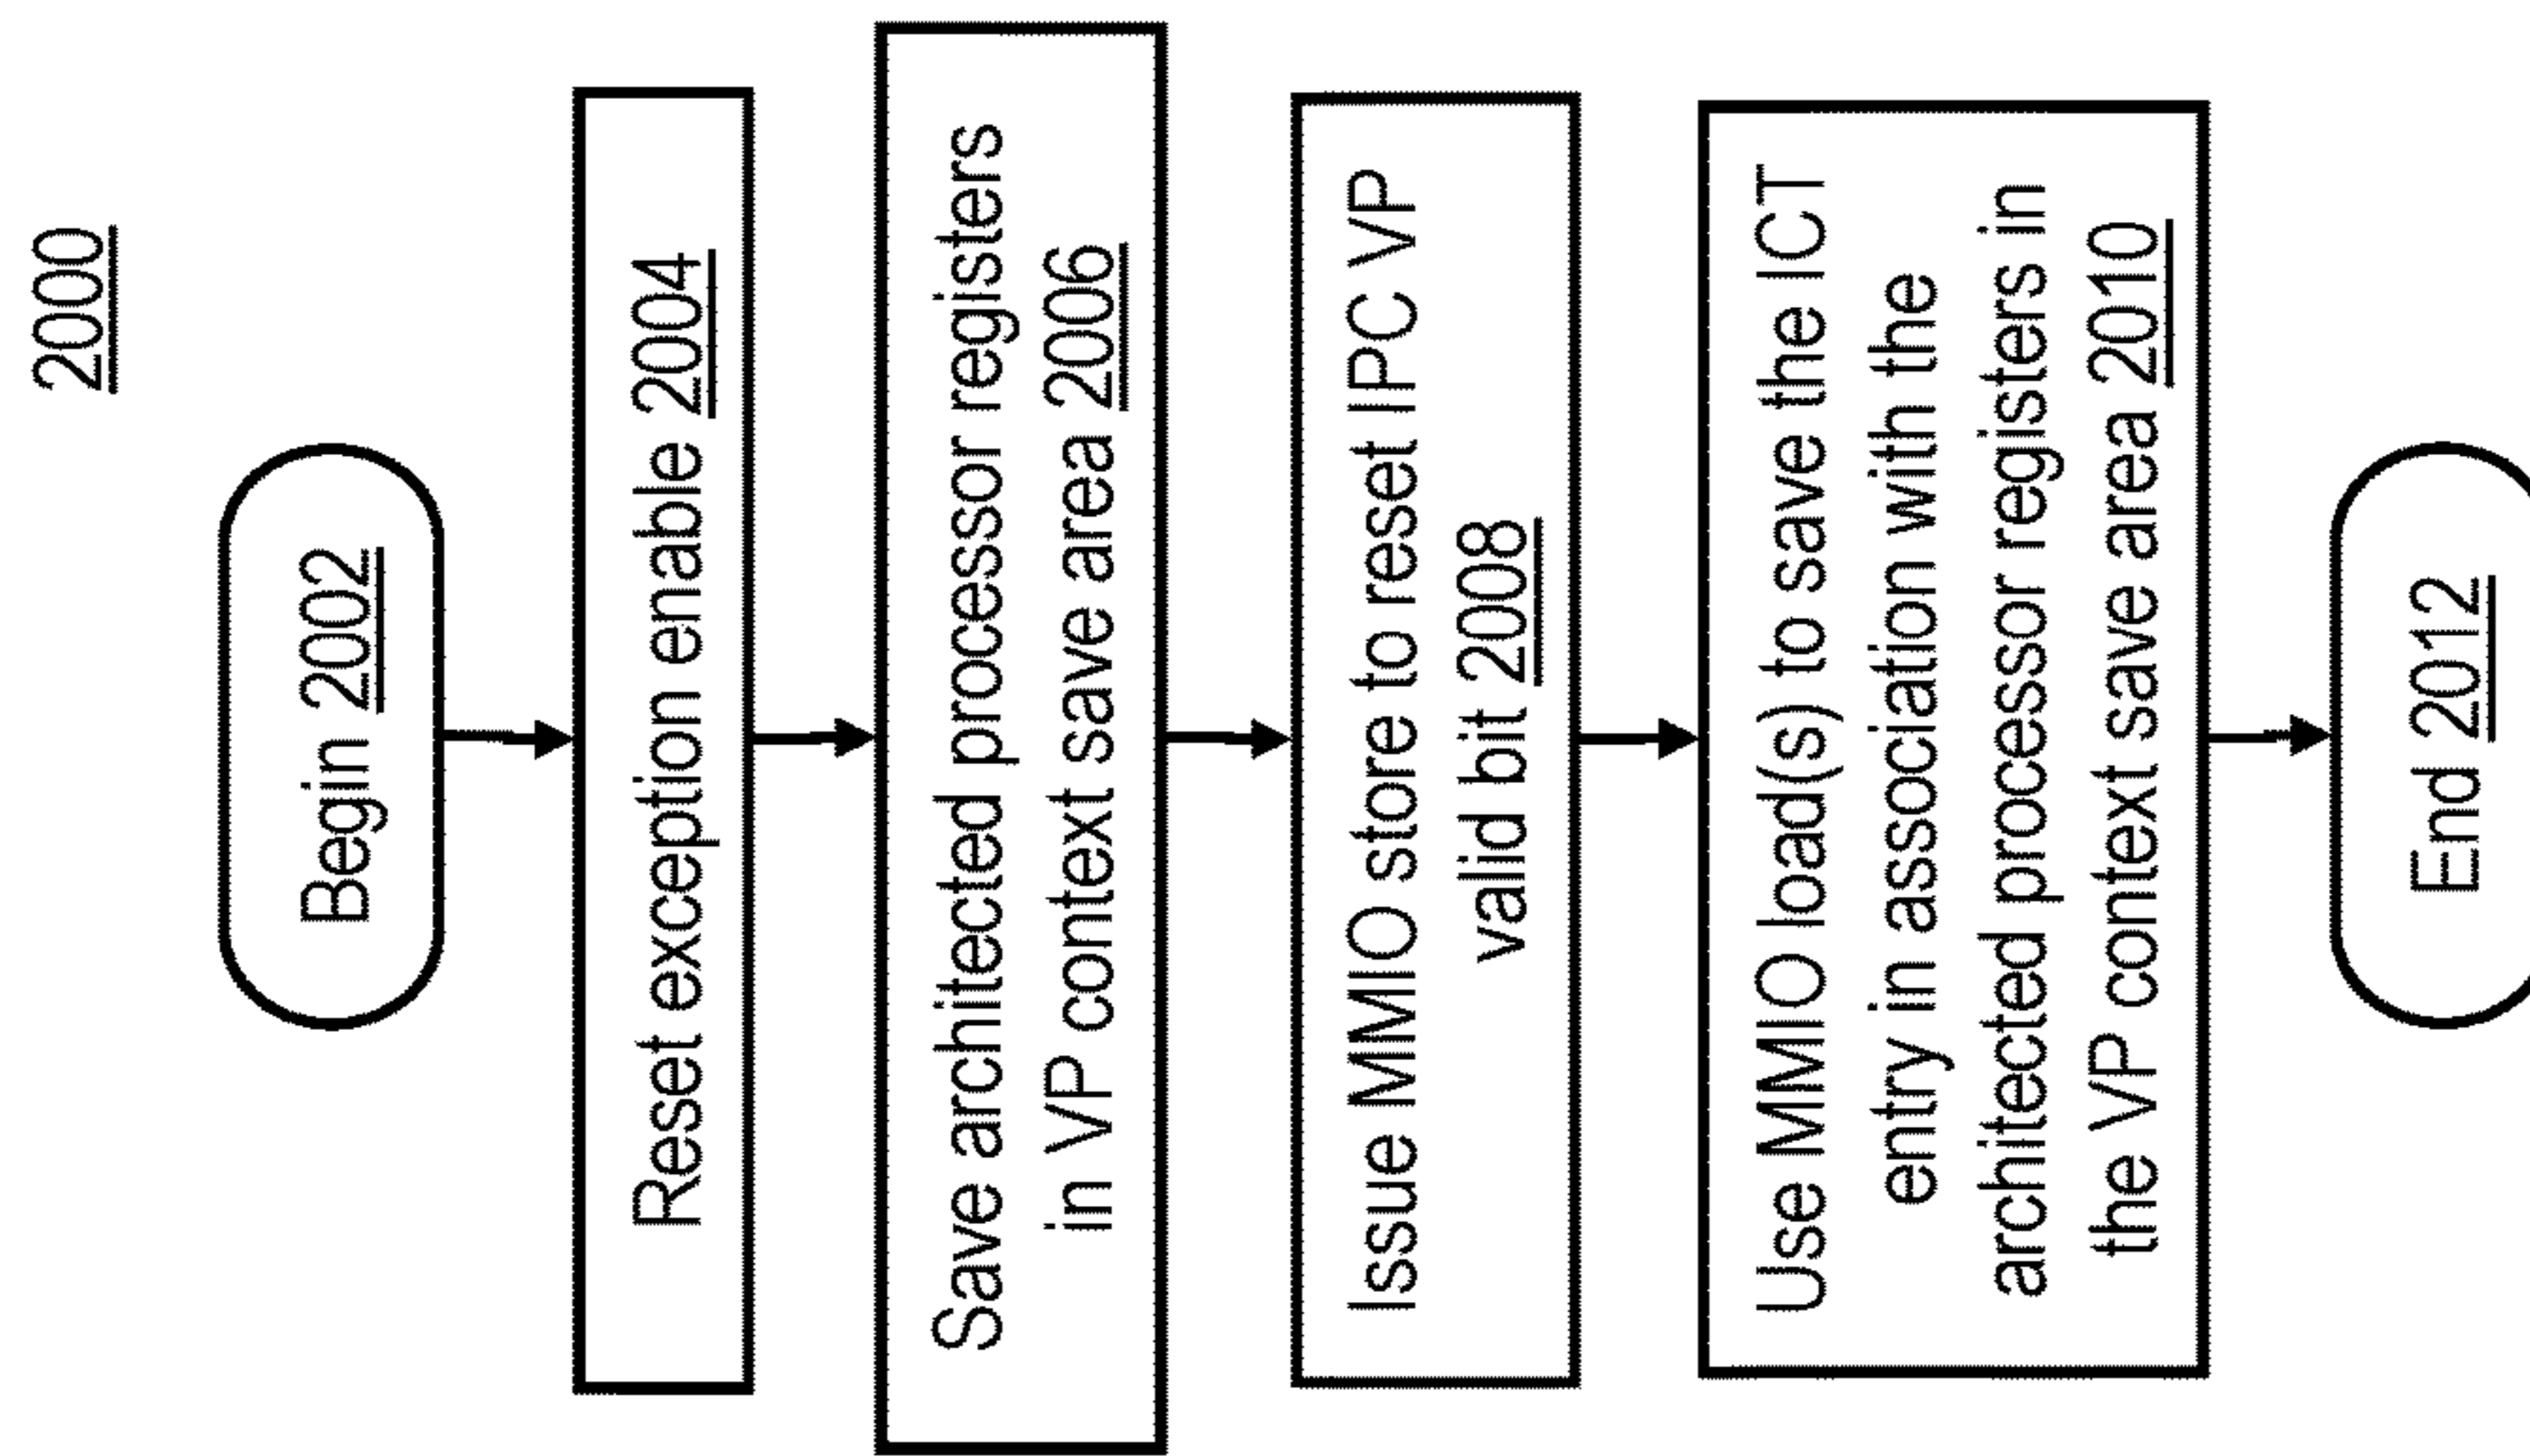 2000
Begin 2002
Reset exception enable 2004
Save architected processor registers
in VP context save area 2006
Issue MMIO store to reset IPC VP
valid bit 2008
Use MMIO load(s) to save the ICT
entry in association with the
architected processor registers in
the VP context save area 2010
End 2012